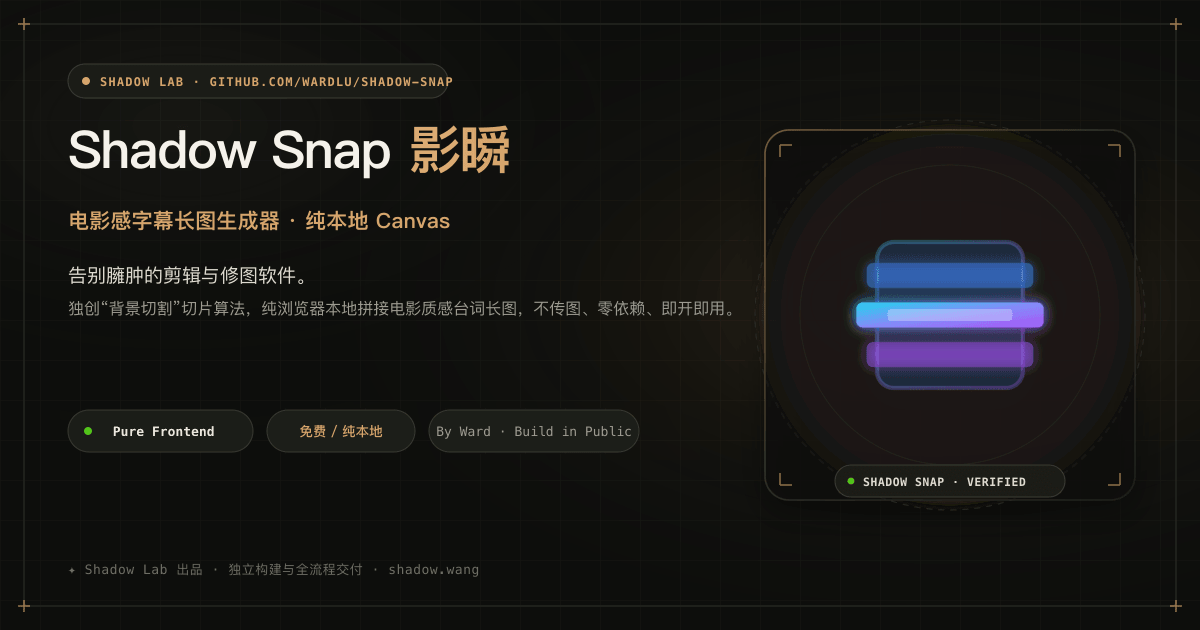 SHADOW LAB · GITHUB.COM/WARDLU/SHADOW-SNAP
Shadow Snap 影瞬
电影感字幕长图生成器 · 纯本地 Canvas
告别臃肿的剪辑与修图软件。
独创“背景切割”切片算法，纯浏览器本地拼接电影质感台词长图，不传图、零依赖、即开即用。
Pure Frontend
免费 / 纯本地
By Ward · Build in Public
SHADOW SNAP · VERIFIED
✦ Shadow Lab 出品 · 独立构建与全流程交付 · shadow.wang